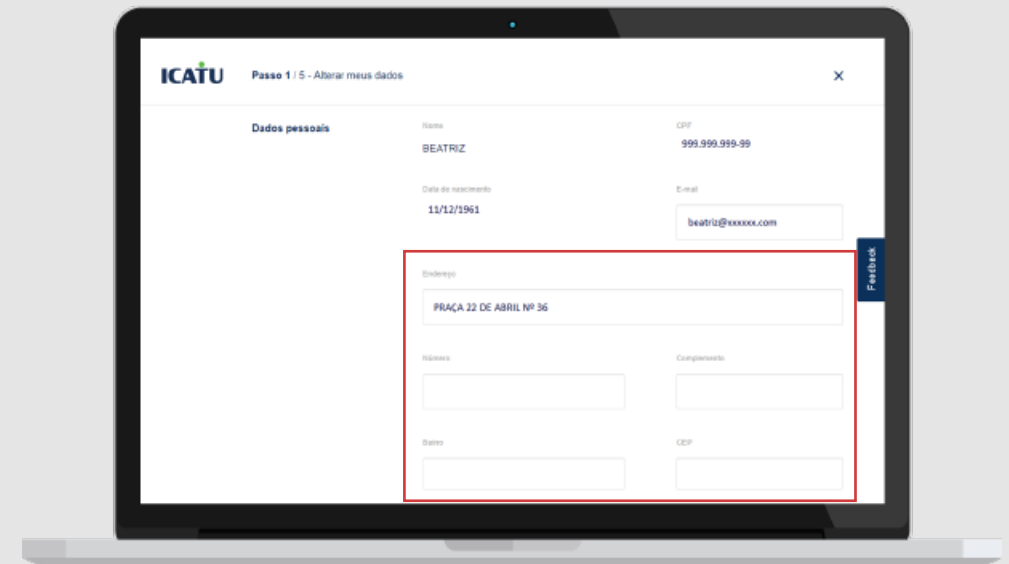 ICATU
Passo 1 / 5 - Alterar meus dados
Dados pessoais
Nome
CPF
BEATRIZ
999.999.999-99
Data de nascimento
E-mail
11/12/1961
beatriz@xxxxxx.com
Feedback
Endereço
PRAÇA 22 DE ABRIL Nº 36
Número
Complemento
Bairro
CEP